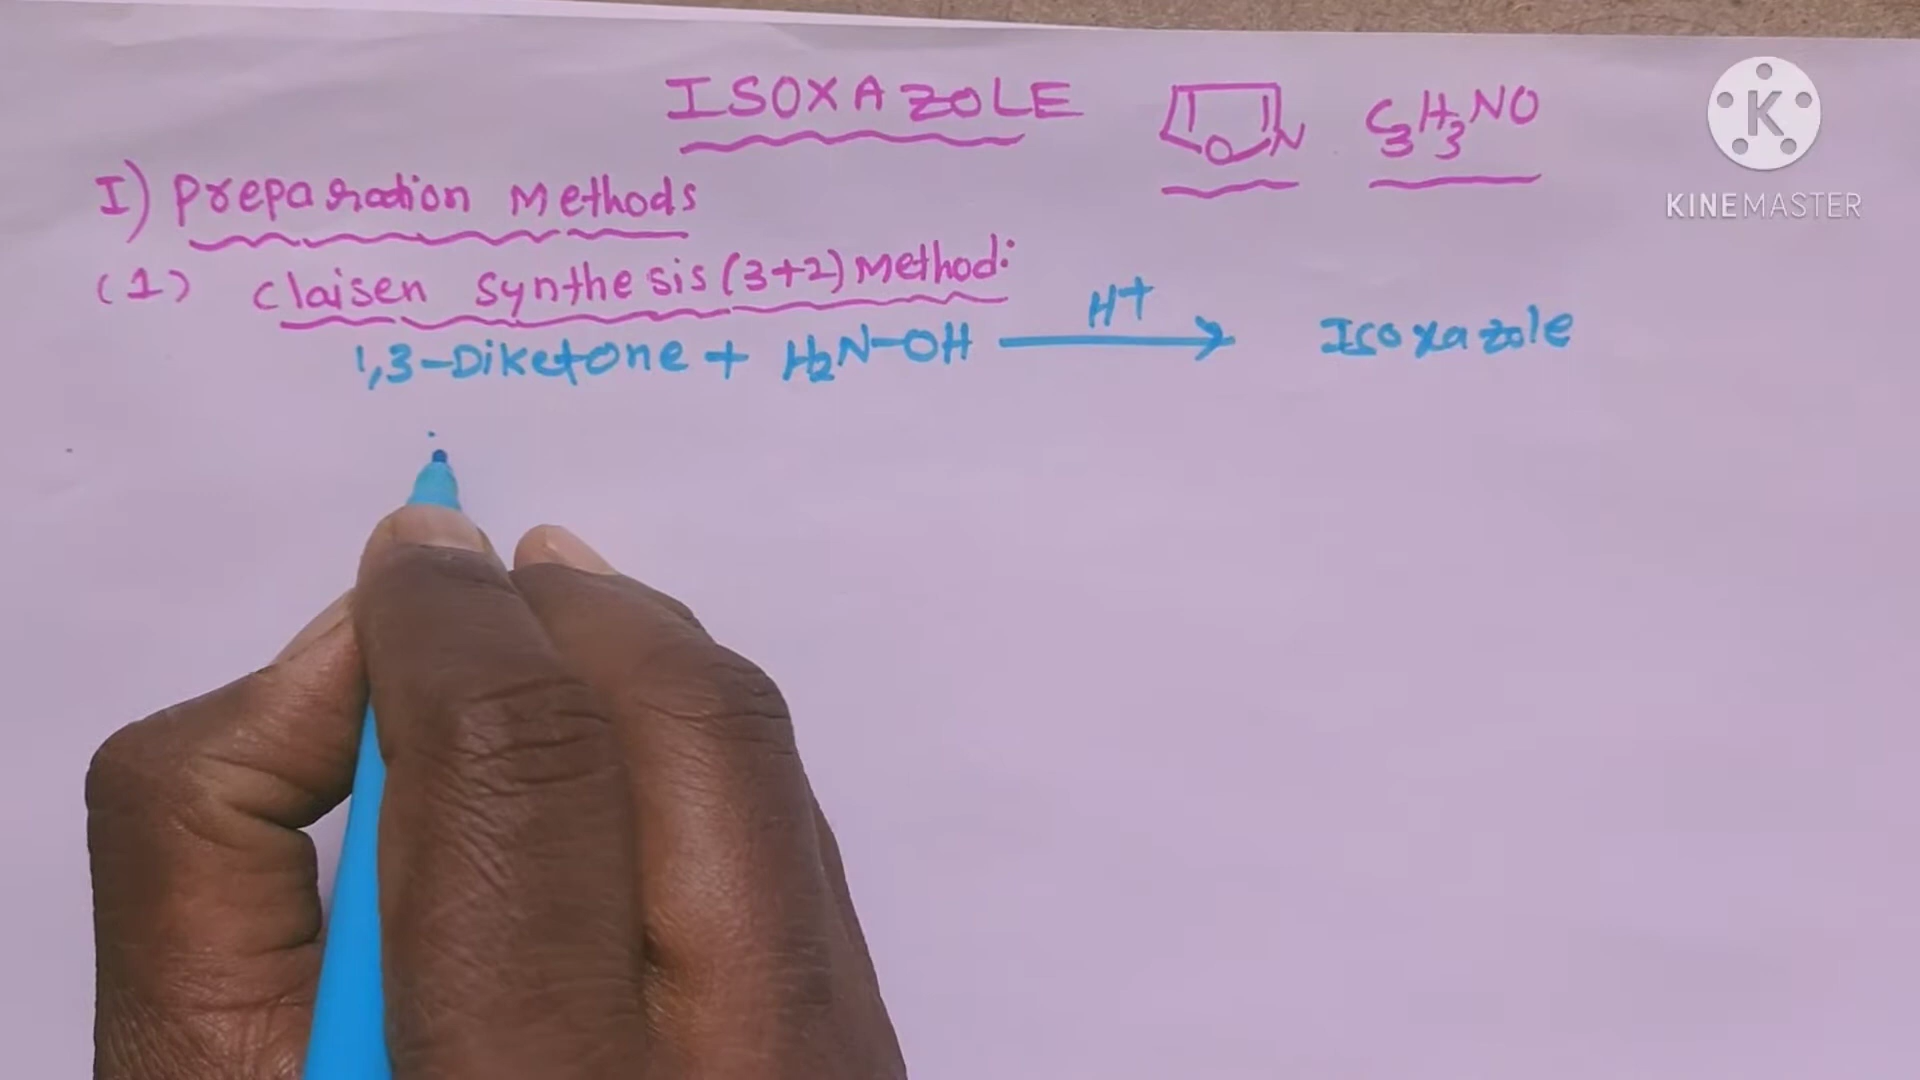 ISOXAZOLE
O
N
C3H3NO
K
KINEMASTER
I) Preparation Methods
(1) Claisen synthesis (3+2) Method:
1,3-Diketone + H2N-OH
H+
Isoxazole